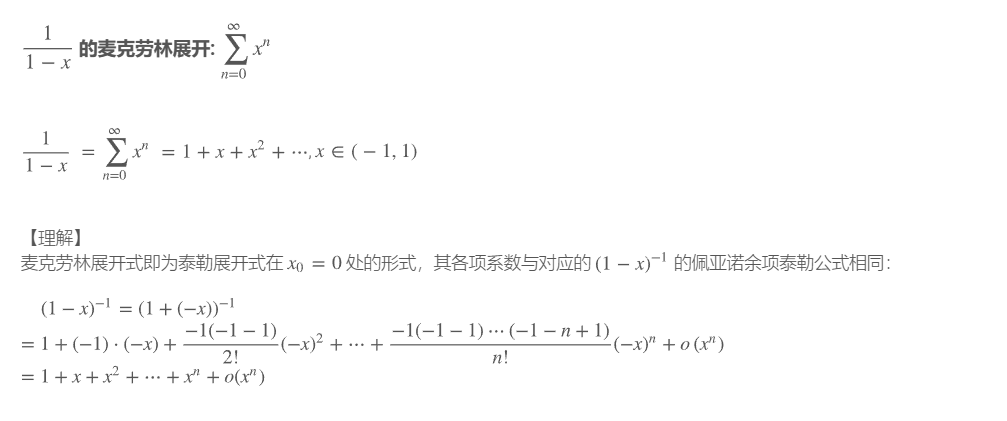 $\frac{1}{1-x}$ 的麦克劳林展开: $\sum_{n=0}^{\infty} x^n$
$\frac{1}{1-x} = \sum_{n=0}^{\infty} x^n = 1 + x + x^2 + \cdots, x \in (-1, 1)$
【理解】
麦克劳林展开式即为泰勒展开式在 $x_0 = 0$ 处的形式，其各项系数与对应的 $(1-x)^{-1}$ 的佩亚诺余项泰勒公式相同：
$(1-x)^{-1} = (1+(-x))^{-1}$
$= 1 + (-1) \cdot (-x) + \frac{-1(-1-1)}{2!}(-x)^2 + \cdots + \frac{-1(-1-1)\cdots(-1-n+1)}{n!}(-x)^n + o(x^n)$
$= 1 + x + x^2 + \cdots + x^n + o(x^n)$